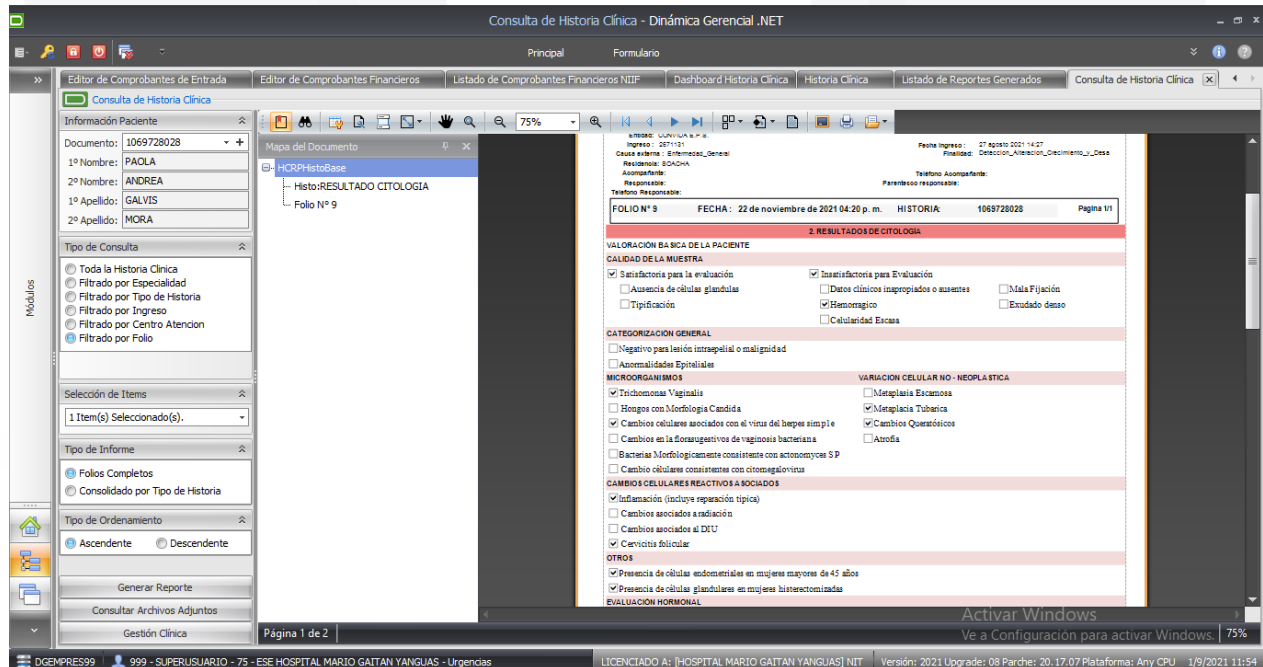 Consulta de Historia Clínica - Dinámica Gerencial .NET
Principal Formulario
Editor de Comprobantes de Entrada Editor de Comprobantes Financieros Listado de Comprobantes Financieros NIIF Dashboard Historia Clínica Historia Clínica Listado de Reportes Generados Consulta de Historia Clínica
Consulta de Historia Clínica
Módulos
Información Paciente
Documento: 1069728028
1º Nombre: PAOLA
2º Nombre: ANDREA
1º Apellido: GALVIS
2º Apellido: MORA
Tipo de Consulta
Toda la Historia Clinica
Filtrado por Especialidad
Filtrado por Tipo de Historia
Filtrado por Ingreso
Filtrado por Centro Atencion
Filtrado por Folio
Selección de Items
1 Item(s) Seleccionado(s).
Tipo de Informe
Folios Completos
Consolidado por Tipo de Historia
Tipo de Ordenamiento
Ascendente Descendente
Generar Reporte
Consultar Archivos Adjuntos
Gestión Clínica
75%
Mapa del Documento
HCRPHistoBase
Histo:RESULTADO CITOLOGIA
Folio Nº 9
Entidad: CONVIDA E.P.S.
Ingreso : 2671131 Fecha Ingreso : 27 agosto 2021 14:27
Causa externa : Enfermedad_General Finalidad: Deteccion_Alteracion_Crecimiento_y_Desa
Residencia: SOACHA
Acompañante: Teléfono Acompañante:
Responsable: Parentesco responsable:
Telefono Responsable:
FOLIO Nº 9 FECHA : 22 de noviembre de 2021 04:20 p. m. HISTORIA: 1069728028 Pagina 1/1
2. RESULTADOS DE CITOLOGIA
VALORACION BASICA DE LA PACIENTE
CALIDAD DE LA MUESTRA
Satisfactoria para la evaluación Insatisfactoria para Evaluación
Ausencia de células glandulas Datos clínicos inapropiados o ausentes Mala Fijación
Tipificación Hemorragico Exudado denso
Celularidad Escasa
CATEGORIZACIÓN GENERAL
Negativo para lesión intraepelial o malignidad
Anormalidades Epiteliales
MICROORGANISMOS VARIACION CELULAR NO - NEOPLASTICA
Trichomonas Vaginalis Metaplasia Escamosa
Hongos con Morfologia Candida Metaplacia Tubarica
Cambios celulares asociados con el virus del herpes simple Cambios Queratósicos
Cambios en la florasugestivos de vaginosis bacteriana Atrofia
Bacterias Morfologicamente consistente con actonomyces SP
Cambio células consistentes con citomegalovirus
CAMBIOS CELULARES REACTIVOS ASOCIADOS
Inflamación (incluye reparación típica)
Cambios asociados a radiación
Cambios asociados al DIU
Cervicitis folicular
OTROS
Presencia de células endometriales en mujeres mayores de 45 años
Presencia de células glandulares en mujeres histerectomizadas
EVALUACIÓN HORMONAL
Activar Windows
Ve a Configuración para activar Windows.
Página 1 de 2 75%
DGEMPRES99 999 - SUPERUSUARIO - 75 - ESE HOSPITAL MARIO GAITAN YANGUAS - Urgencias LICENCIADO A: [HOSPITAL MARIO GAITAN YANGUAS] NIT Versión: 2021 Upgrade: 08 Parche: 20.17.07 Plataforma: Any CPU 1/9/2021 11:54